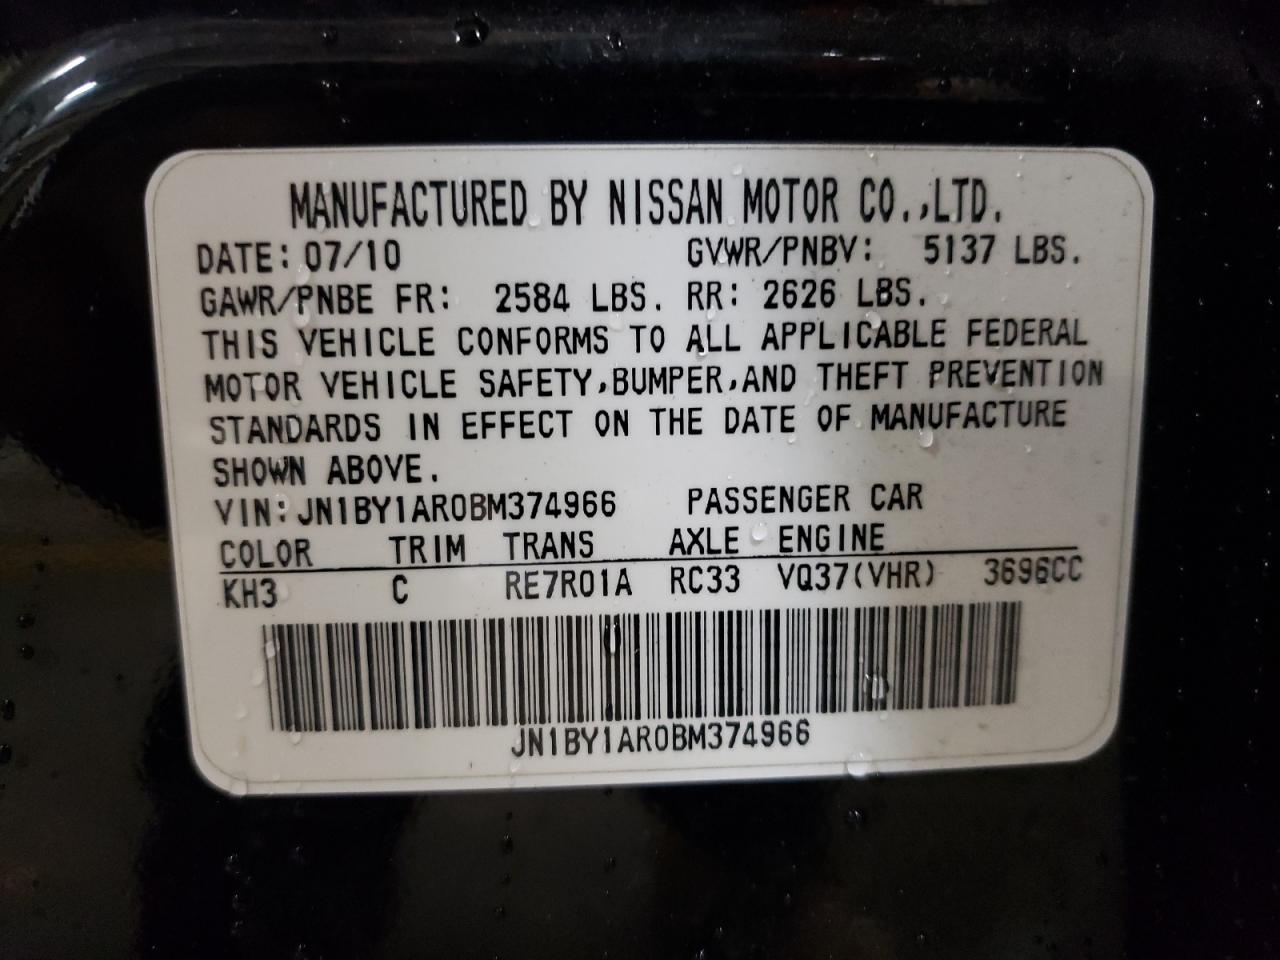 MANUFACTURED BY NISSAN MOTOR CO.,LTD.
DATE: 07/10 GVWR/PNBV: 5137 LBS.
GAWR/PNBE FR: 2584 LBS. RR: 2626 LBS.
THIS VEHICLE CONFORMS TO ALL APPLICABLE FEDERAL
MOTOR VEHICLE SAFETY,BUMPER,AND THEFT PREVENTION
STANDARDS IN EFFECT ON THE DATE OF MANUFACTURE
SHOWN ABOVE.
VIN: JN1BY1AR0BM374966 PASSENGER CAR
COLOR TRIM TRANS AXLE ENGINE
KH3 C RE7R01A RC33 VQ37(VHR) 3696CC
JN1BY1AR0BM374966